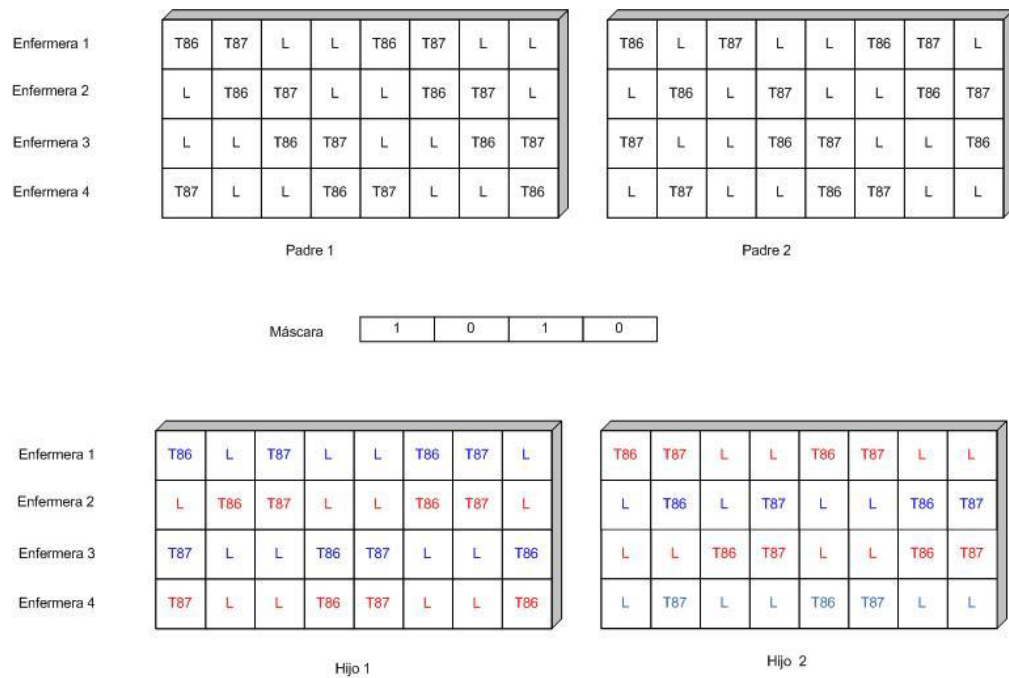 Enfermera 1 T86 T87 L L T86 T87 L L T86 L T87 L L T86 T87 L
Enfermera 2 L T86 T87 L L T86 T87 L L T86 L T87 L L T86 T87
Enfermera 3 L L T86 T87 L L T86 T87 T87 L L T86 T87 L L T86
Enfermera 4 T87 L L T86 T87 L L T86 L T87 L L T86 T87 L L
Padre 1 Padre 2
Máscara 1 0 1 0
Enfermera 1 T86 L T87 L L T86 T87 L T86 T87 L L T86 T87 L L
Enfermera 2 L T86 T87 L L T86 T87 L L T86 L T87 L L T86 T87
Enfermera 3 T87 L L T86 T87 L L T86 L L T86 T87 L L T86 T87
Enfermera 4 T87 L L T86 T87 L L T86 L T87 L L T86 T87 L L
Hijo 1 Hijo 2